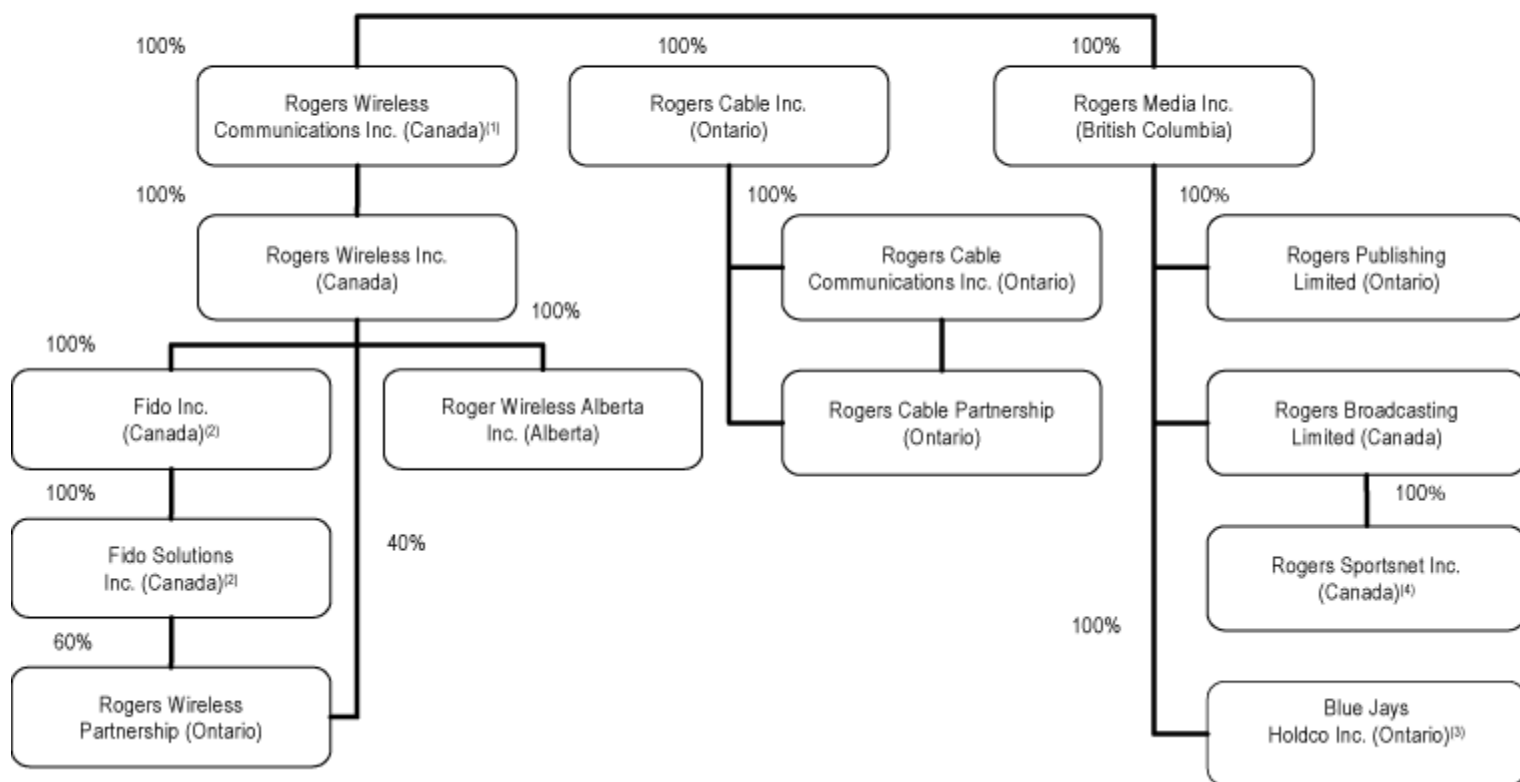 100%
100%
100%
Rogers Wireless
Communications Inc. (Canada)(1)
Rogers Cable Inc.
(Ontario)
Rogers Media Inc.
(British Columbia)
100%
100%
100%
Rogers Wireless Inc.
(Canada)
Rogers Cable
Communications Inc. (Ontario)
Rogers Publishing
Limited (Ontario)
100%
100%
Fido Inc.
(Canada)(2)
Roger Wireless Alberta
Inc. (Alberta)
Rogers Cable Partnership
(Ontario)
Rogers Broadcasting
Limited (Canada)
100%
100%
Fido Solutions
Inc. (Canada)(2)
40%
Rogers Sportsnet Inc.
(Canada)(4)
60%
100%
Rogers Wireless
Partnership (Ontario)
Blue Jays
Holdco Inc. (Ontario)(3)